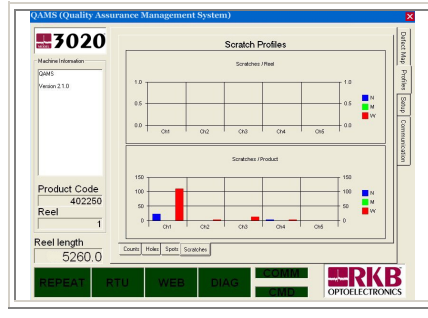 QAMS (Quality Assurance Management System)
3020
Machine Information
QAMS
Version 2.1.0
Product Code
402250
Reel
1
Reel length
5260.0
Scratch Profiles
Scratches / Reel
1.0
0.5
0.0
1.0
0.5
0.0
Ch1 Ch2 Ch3 Ch4 Ch5
N
M
W
Scratches / Product
150
100
50
0
150
100
50
0
Ch1 Ch2 Ch3 Ch4 Ch5
N
M
W
Counts Holes Spots Scratches
Defect Map
Profiles
Setup
Communication
REPEAT RTU WEB DIAG COMM
CMD
RKB
OPTOELECTRONICS